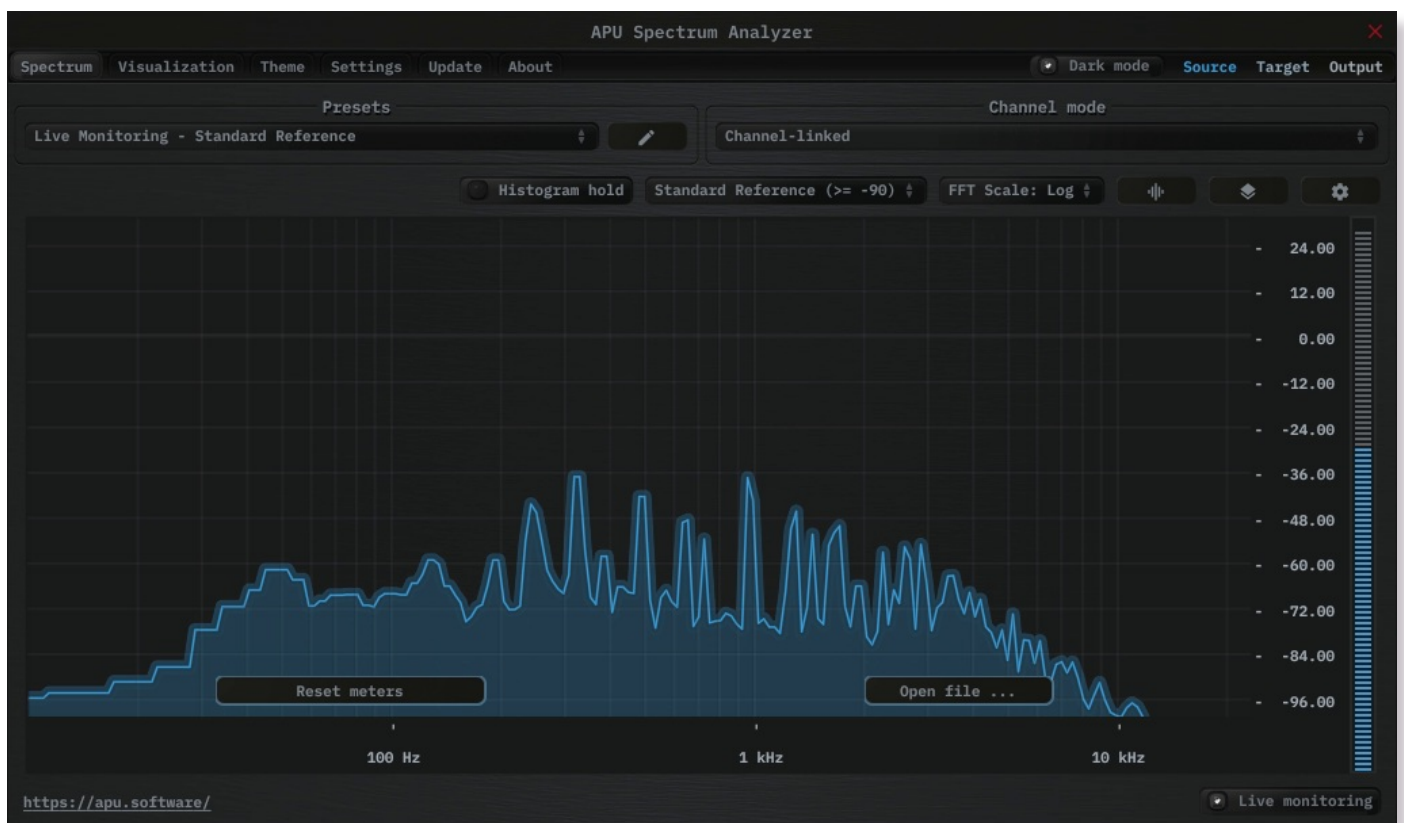 APU Spectrum Analyzer
Spectrum Visualization Theme Settings Update About Dark mode Source Target Output
Presets Channel mode
Live Monitoring - Standard Reference Channel-linked
Histogram hold Standard Reference (>= -90) FFT Scale: Log
- 24.00
- 12.00
- 0.00
- -12.00
- -24.00
- -36.00
- -48.00
- -60.00
- -72.00
- -84.00
Reset meters Open file ...
- -96.00
100 Hz 1 kHz 10 kHz
https://apu.software/ Live monitoring